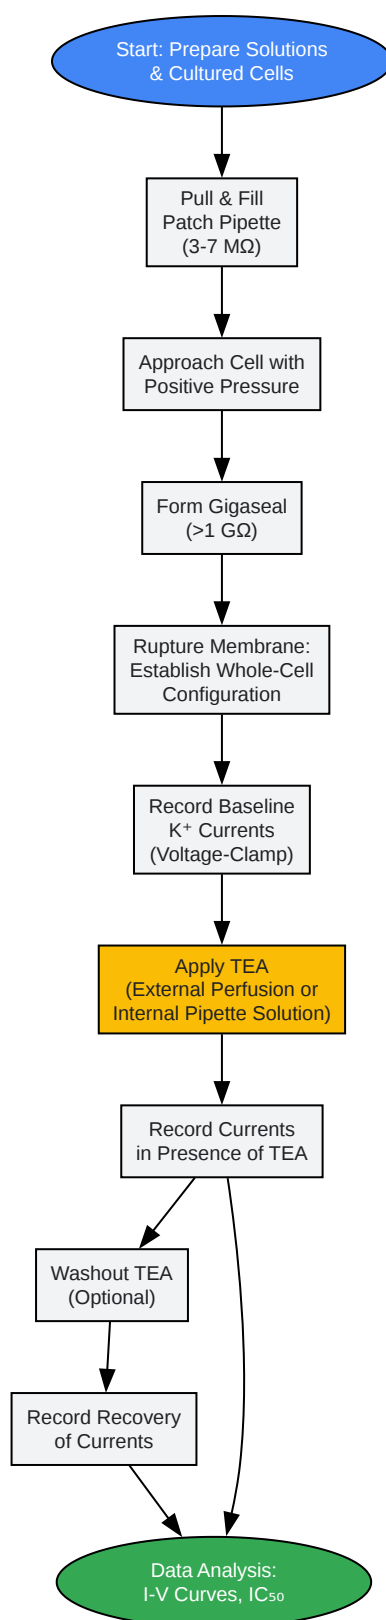 Start: Prepare Solutions
& Cultured Cells
Pull & Fill
Patch Pipette
(3-7 MΩ)
Approach Cell with
Positive Pressure
Form Gigaseal
(>1 GΩ)
Rupture Membrane:
Establish Whole-Cell
Configuration
Record Baseline
K⁺ Currents
(Voltage-Clamp)
Apply TEA
(External Perfusion or
Internal Pipette Solution)
Record Currents
in Presence of TEA
Washout TEA
(Optional)
Record Recovery
of Currents
Data Analysis:
I-V Curves, IC₅₀